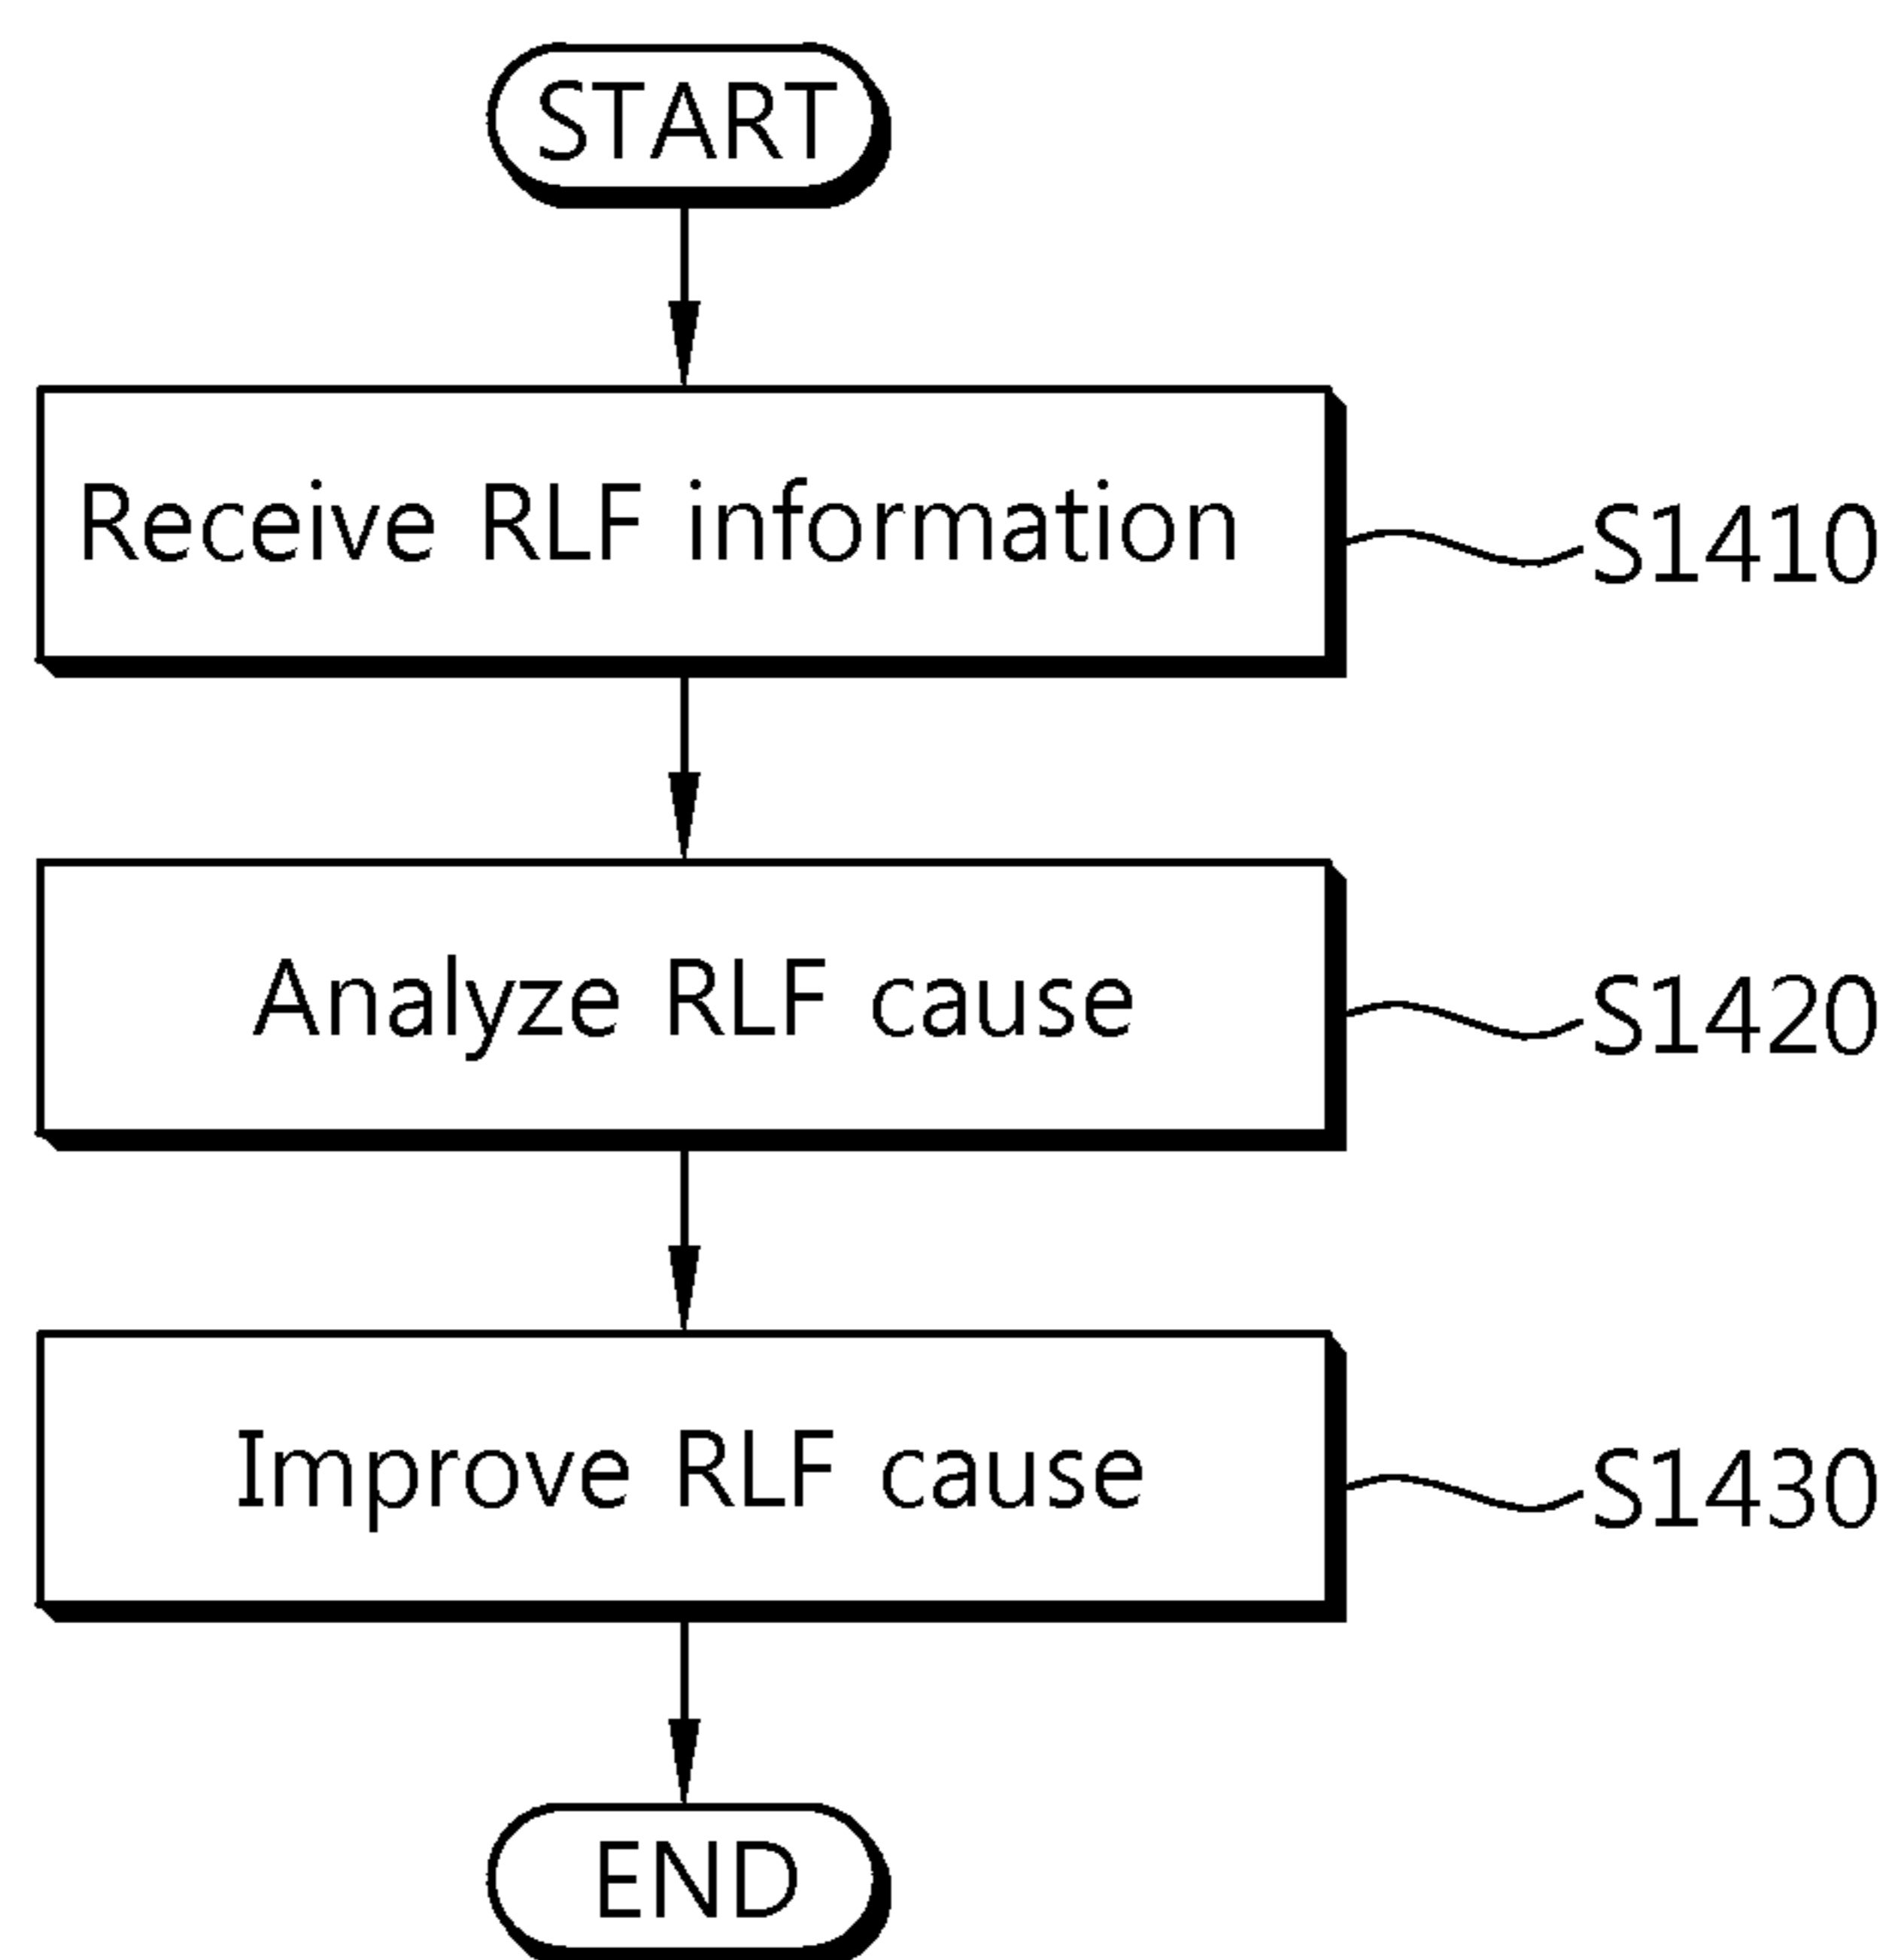 START
Receive RLF information
S1410
Analyze RLF cause
S1420
Improve RLF cause
S1430
END